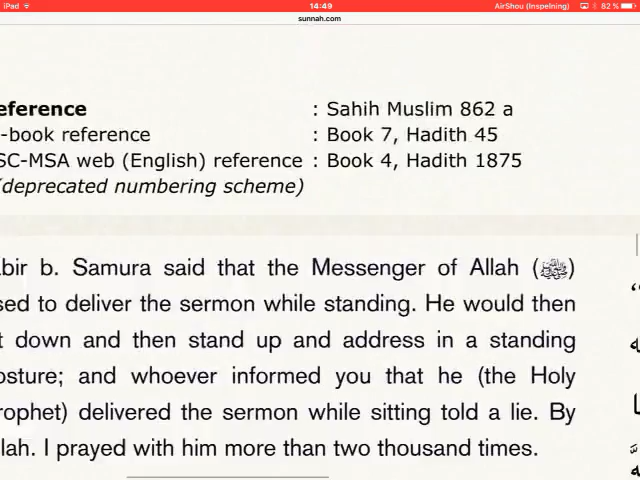 iPad 14:49 AirShou (Inspelning) 82 %
sunnah.com
eference : Sahih Muslim 862 a
-book reference : Book 7, Hadith 45
SC-MSA web (English) reference : Book 4, Hadith 1875
(deprecated numbering scheme)
bir b. Samura said that the Messenger of Allah (ﷺ)
sed to deliver the sermon while standing. He would then
t down and then stand up and address in a standing
osture; and whoever informed you that he (the Holy
rophet) delivered the sermon while sitting told a lie. By
llah. I prayed with him more than two thousand times.